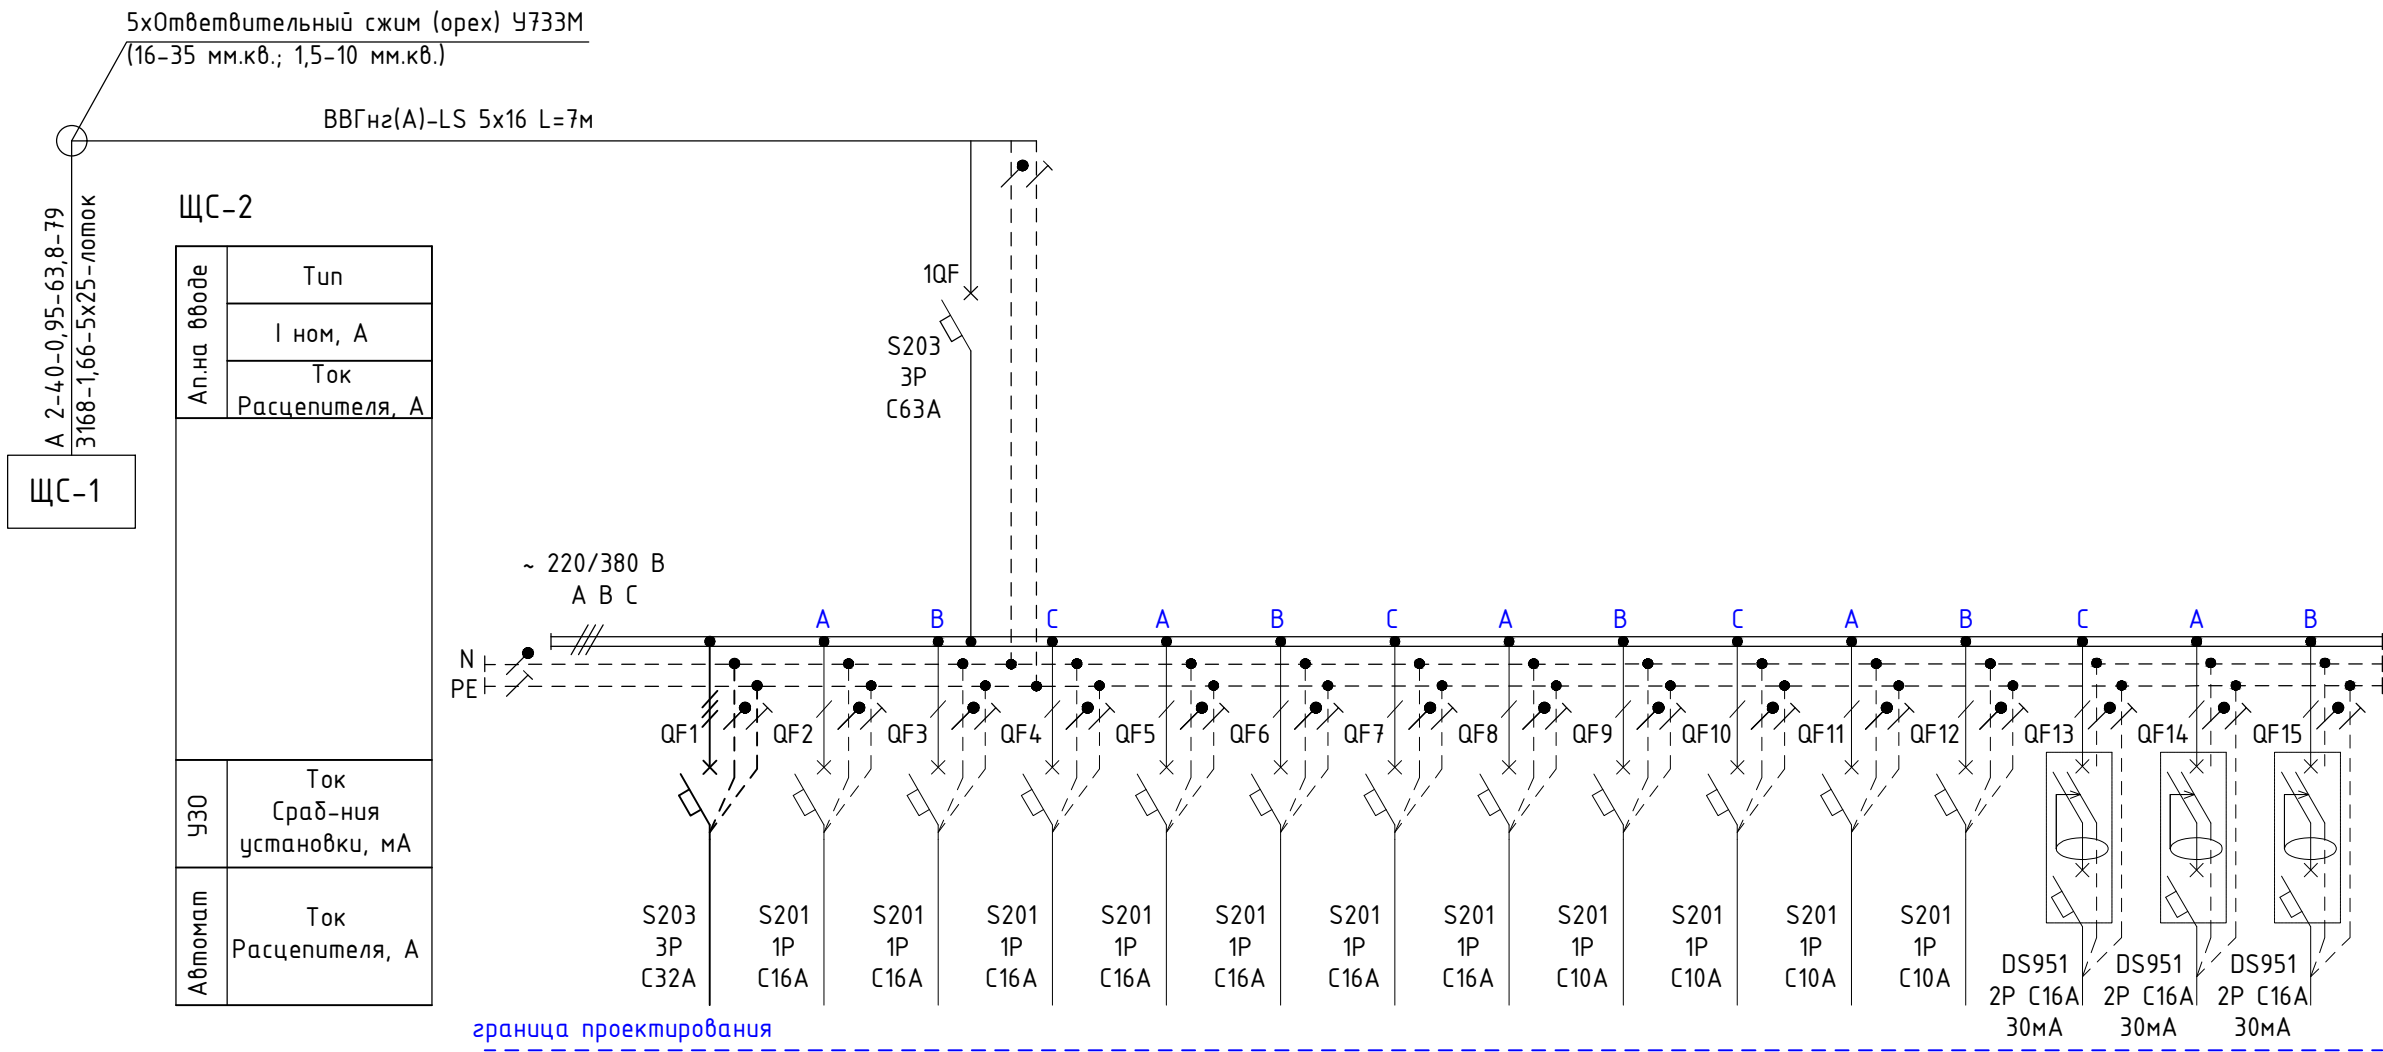 5хОтветвительный сжим (орех) У733М
(16-35 мм.кв.; 1,5-10 мм.кв.)
ВВГнг(А)-LS 5х16 L=7м
А 2-40-0,95-63,8-79
3168-1,66-5х25-лоток
ЩС-1
ЩС-2
Ап.на вводе
Тип
I ном, А
Ток
Расцепителя, А
УЗО
Ток
Сраб-ния
установки, мА
Автомат
Ток
Расцепителя, А
1QF
S203
3P
C63A
~ 220/380 В
А В С
A B C A B C A B C A B C A B
N
PE
QF1 QF2 QF3 QF4 QF5 QF6 QF7 QF8 QF9 QF10 QF11 QF12 QF13 QF14 QF15
S203 S201 S201 S201 S201 S201 S201 S201 S201 S201 S201 S201
3P 1P 1P 1P 1P 1P 1P 1P 1P 1P 1P 1P
C32A C16A C16A C16A C16A C16A C16A C16A C10A C10A C10A C10A
DS951 DS951 DS951
2P C16A 2P C16A 2P C16A
30мА 30мА 30мА
граница проектирования